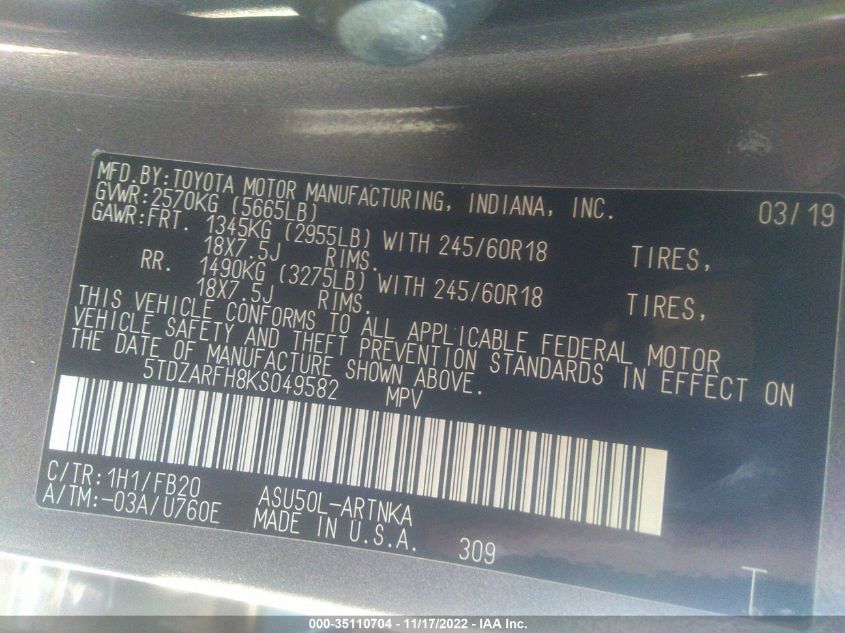 MFD.BY:TOYOTA MOTOR MANUFACTURING, INDIANA, INC. 03/19
GVWR:2570KG (5665LB)
GAWR:FRT. 1345KG (2955LB) WITH 245/60R18 TIRES,
18X7.5J RIMS.
RR. 1490KG (3275LB) WITH 245/60R18 TIRES,
18X7.5J RIMS.
THIS VEHICLE CONFORMS TO ALL APPLICABLE FEDERAL MOTOR
VEHICLE SAFETY AND THEFT PREVENTION STANDARDS IN EFFECT ON
THE DATE OF MANUFACTURE SHOWN ABOVE.
5TDZARFH8KS049582 MPV
C/TR:1H1/FB20 ASU50L-ARTNKA
A/TM:-03A/U760E MADE IN U.S.A. 309
T
000-35110704 - 11/17/2022 - IAA Inc.